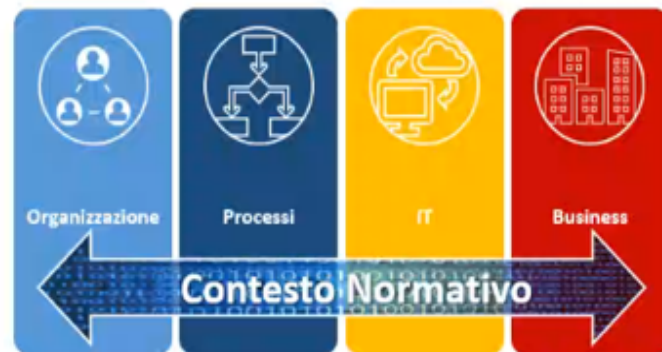 Organizzazione
Processi
IT
Business
Contesto Normativo